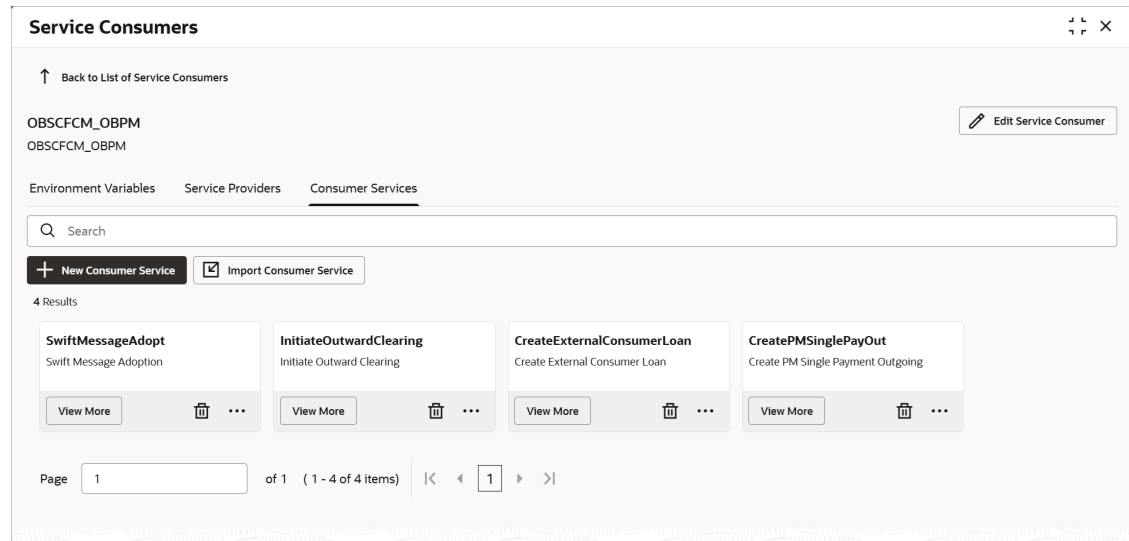 Service Consumers
Back to List of Service Consumers
OBSCFCM_OBPM
Edit Service Consumer
OBSCFCM_OBPM
Environment Variables Service Providers Consumer Services
Search
New Consumer Service Import Consumer Service
4 Results
SwiftMessageAdopt InitiateOutwardClearing CreateExternalConsumerLoan CreatePMSinglePayOut
Swift Message Adoption Initiate Outward Clearing Create External Consumer Loan Create PM Single Payment Outgoing
View More View More View More View More
Page 1 of 1 ( 1 - 4 of 4 items) 1